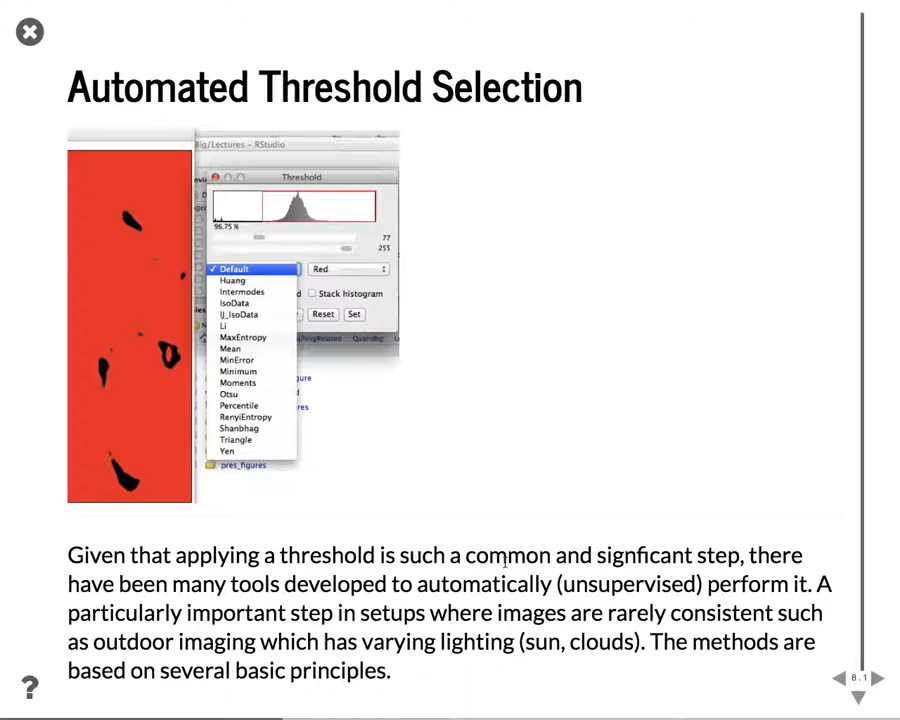 Automated Threshold Selection
Big/Lectures - RStudio
Threshold
96.75 %
77
255
Default
Red
Huang
Intermodes
Stack histogram
IsoData
IJ_IsoData
Reset
Set
Li
MaxEntropy
QuantBig
Mean
MinError
Minimum
Moments
Otsu
Percentile
RenyiEntropy
Shanbhag
Triangle
Yen
pres_figures
Given that applying a threshold is such a common and signficant step, there
have been many tools developed to automatically (unsupervised) perform it. A
particularly important step in setups where images are rarely consistent such
as outdoor imaging which has varying lighting (sun, clouds). The methods are
based on several basic principles.
?
8.1